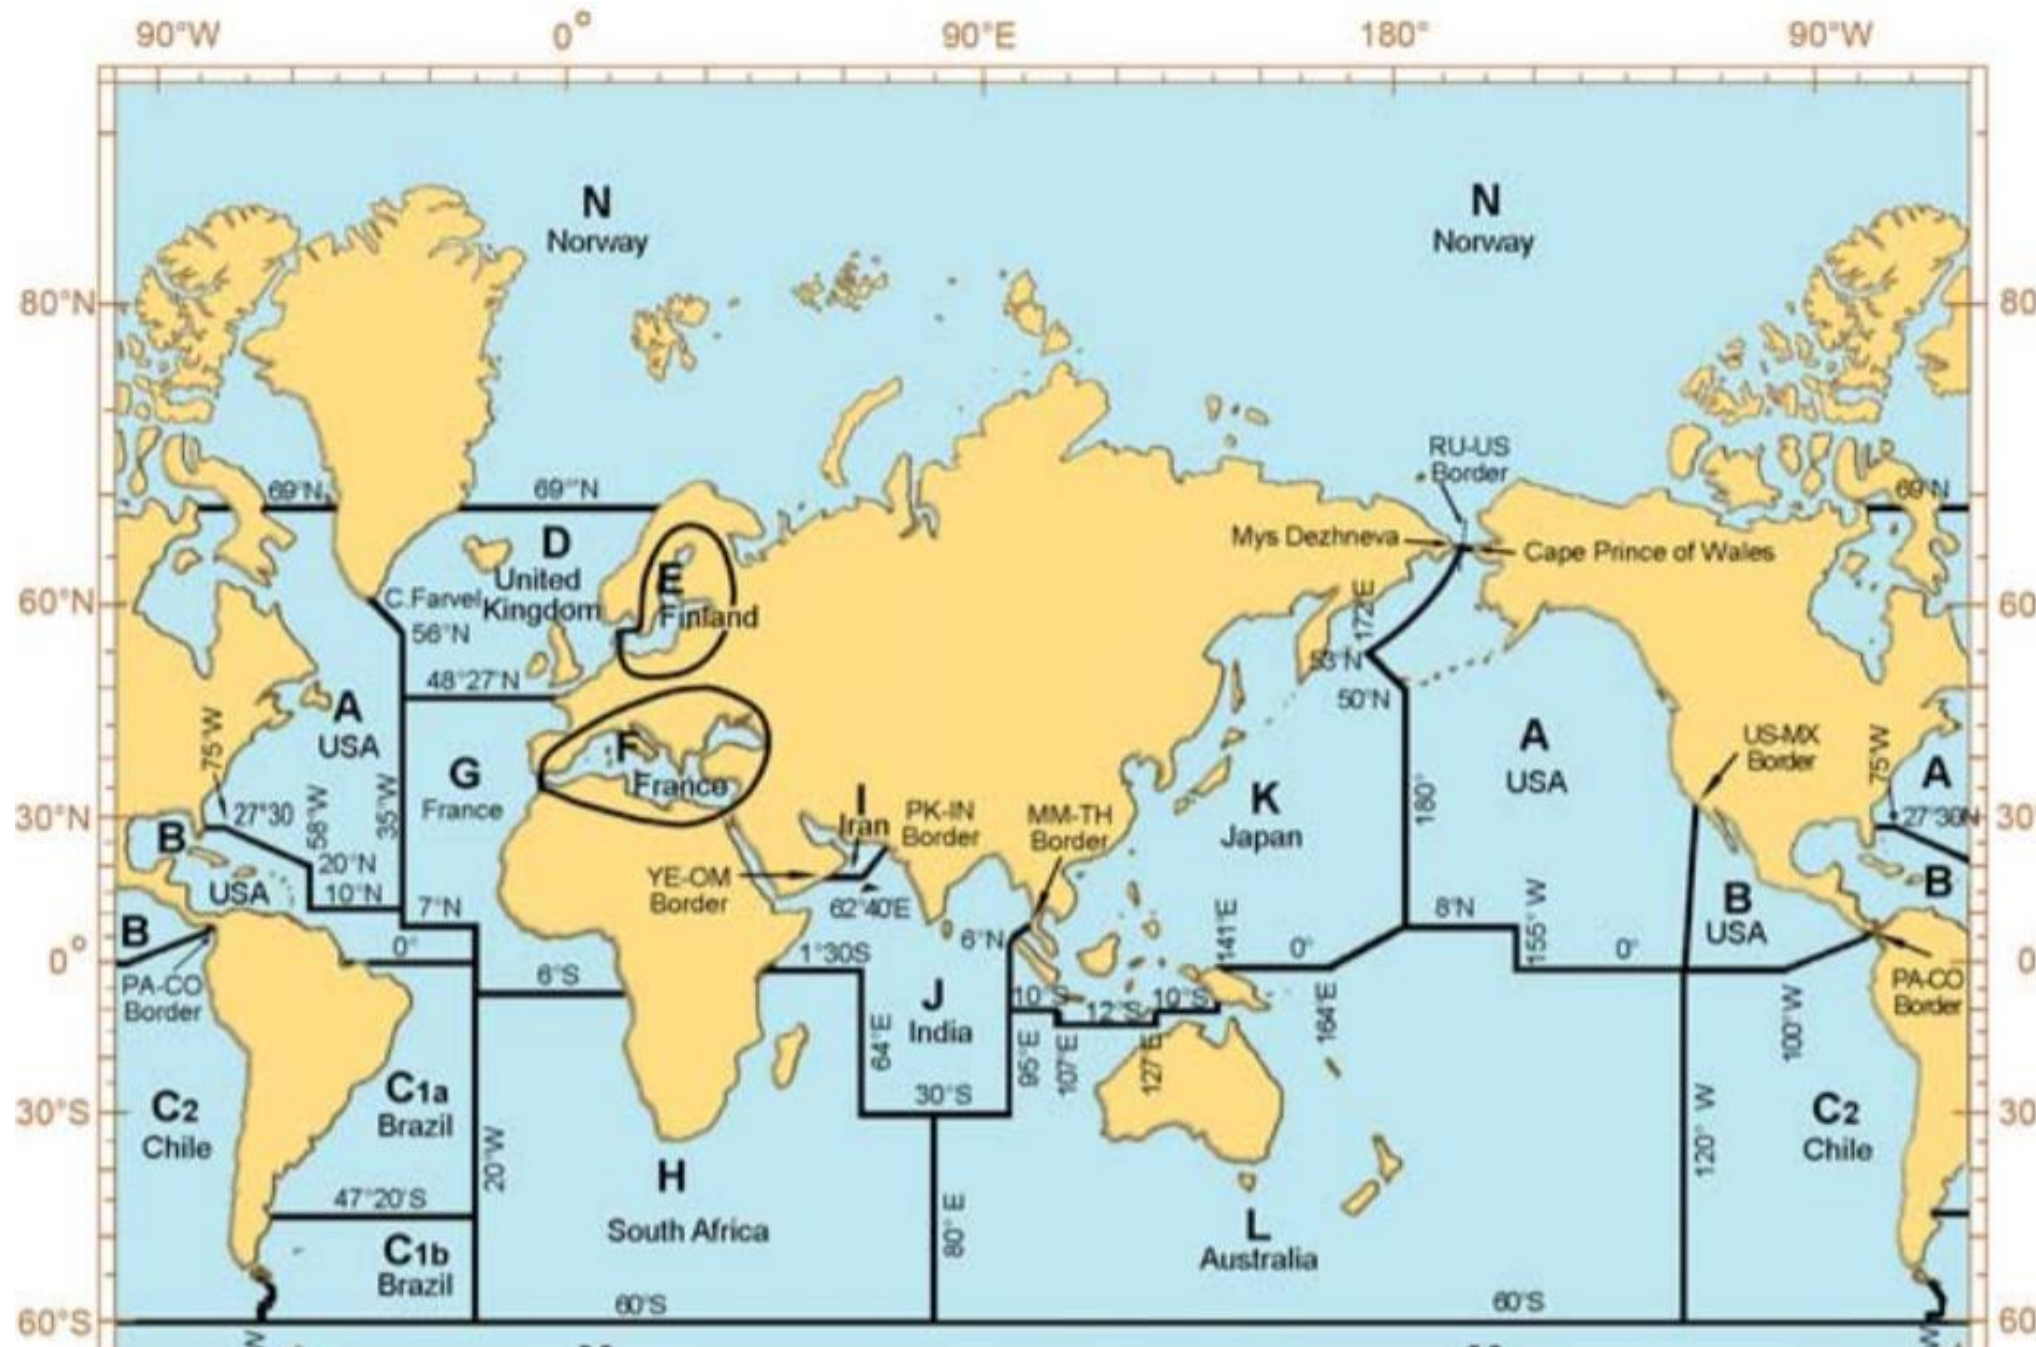 90°W
0°
90°E
180°
90°W
N
Norway
N
Norway
80°N
80
RU-US
Border
69°N
69°N
69°N
D
United
Kingdom
Mys Dezhneva
Cape Prince of Wales
E
Finland
60°N
60
C.Farvel
56°N
172°E
53°N
50°N
48°27'N
A
USA
75°W
G
France
F
France
K
Japan
A
USA
US-MX
Border
75°W
A
30°N
30
B
27°30
58°W
35°W
I
Iran
PK-IN
Border
MM-TH
Border
180°
27°30N
20°N
USA
10°N
7°N
YE-OM
Border
62°40'E
6°N
141°E
8°N
155° W
B
USA
B
B
0°
0°
1°30S
0°
0°
0
PA-CO
Border
6°S
J
India
10°S
12°S
10°S
164°E
100°W
PA-CO
Border
64°E
95°E
107°E
127°E
C1a
Brazil
C2
Chile
30°S
30°S
30
120° W
C2
Chile
20°W
H
South Africa
47°20'S
80° E
L
Australia
C1b
Brazil
60°S
60°S
60°S
60
W
W